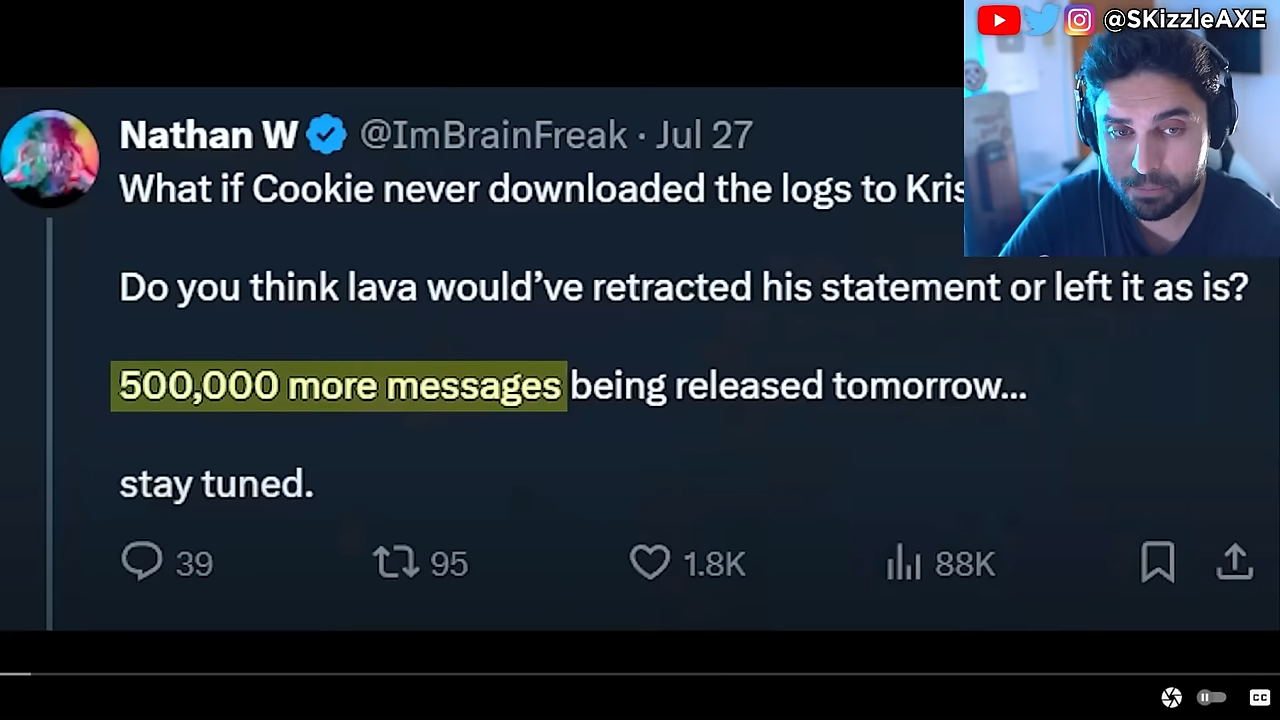 @SKizzleAXE
Nathan W @ImBrainFreak · Jul 27
What if Cookie never downloaded the logs to
Do you think lava would've retracted his statement or left it as is?
500,000 more messages being released tomorrow...
stay tuned.
39 95 1.8K 88K
CC